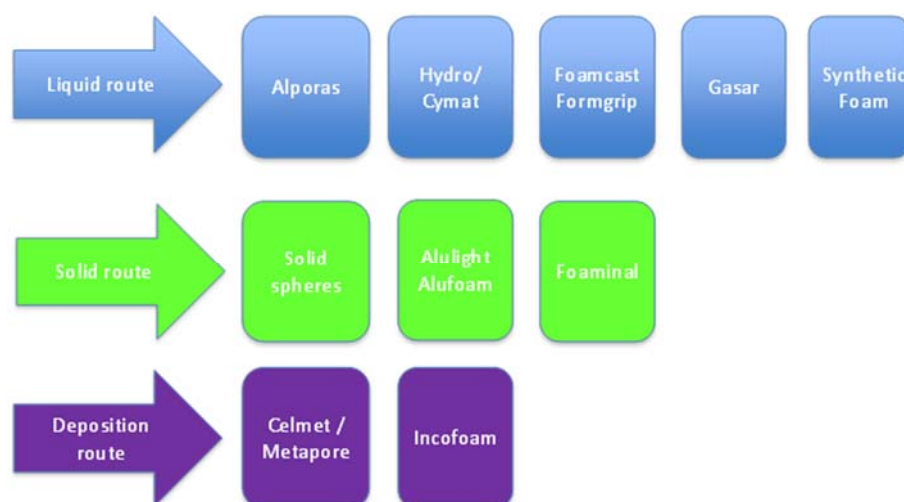 Liquid route
Alporas
Hydro/
Cymat
Foamcast
Formgrip
Gasar
Synthetic
Foam
Solid route
Solid
spheres
Alulight
Alufoam
Foaminal
Deposition
route
Celmet /
Metapore
Incofoam